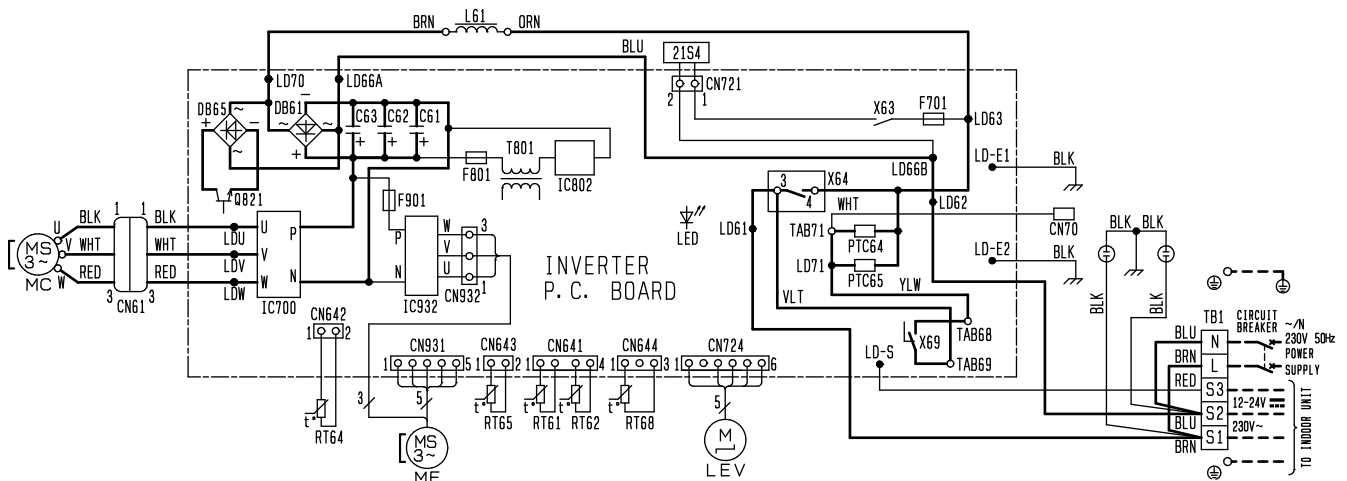 BRN L61 ORN
BLU
21S4
LD70 LD66A
CN721
2 1
DB65 ~ DB61 −
+ − ~ ~
~ +
C63 C62 C61
+ + +
X63 F701
LD63
T801
F801
IC802
LD66B
LD-E1 BLK
Q821
F901
3 X64
4
WHT
LD62
U BLK 1 1 BLK
LDU U P
P W 3
LED
LD61
TAB71
PTC64
CN70
BLK BLK
MS
3~
V WHT WHT
LDV V
V
INVERTER
P. C. BOARD
LD71
PTC65
LD-E2 BLK
W RED RED
LDW W N
N U
CN932 1
MC
3 3
CN61
IC700
IC932
VLT
YLW
BLK
BLK
CN642
1 2
X69
TAB68
TAB69
LD-S
TB1
CIRCUIT
BREAKER
~/N
230V 50Hz
POWER
SUPPLY
BLU N
BRN L
RED S3
12-24V
S2
BLU 230V~
S1
BRN
TO INDOOR UNIT
CN931
1 5
CN643
1 2
CN641
1 4
CN644
1 3
CN724
1 6
3
5
5
t°
RT64
t°
RT65
t°
RT61
t°
RT62
t°
RT68
MS
3~
MF
M
LEV